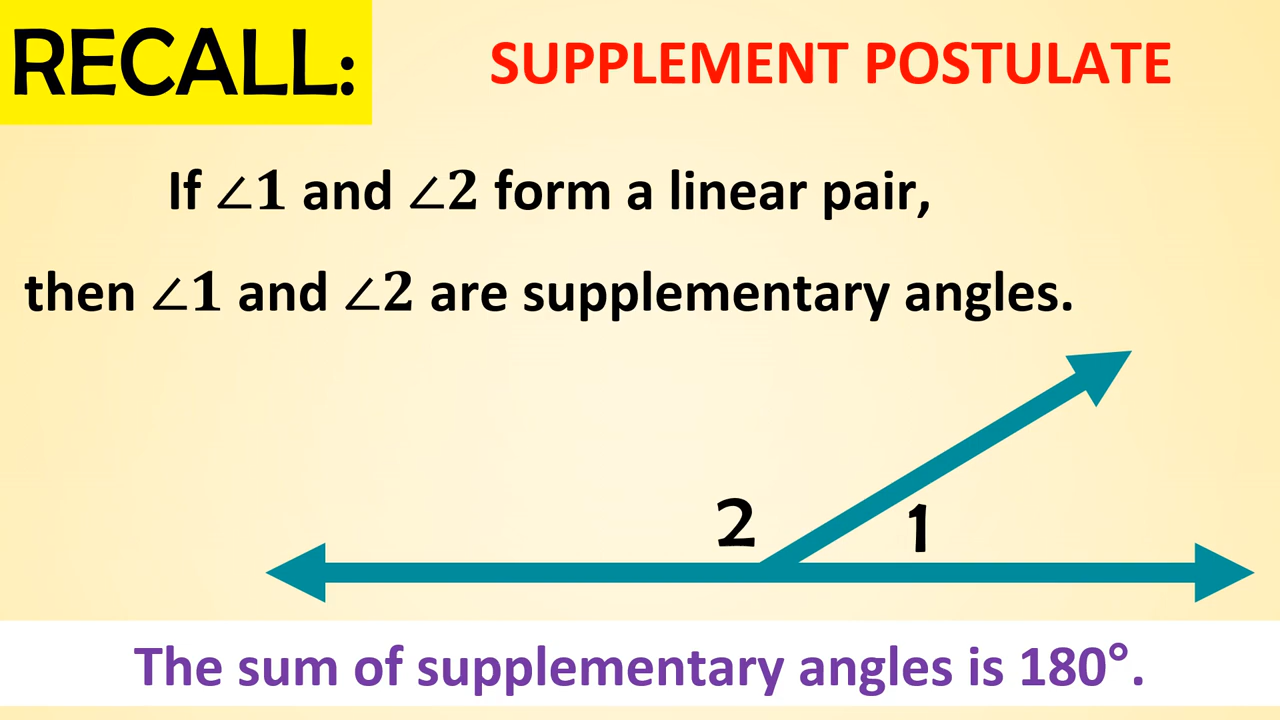 RECALL:
SUPPLEMENT POSTULATE
If ∠1 and ∠2 form a linear pair,
then ∠1 and ∠2 are supplementary angles.
2
1
The sum of supplementary angles is 180°.